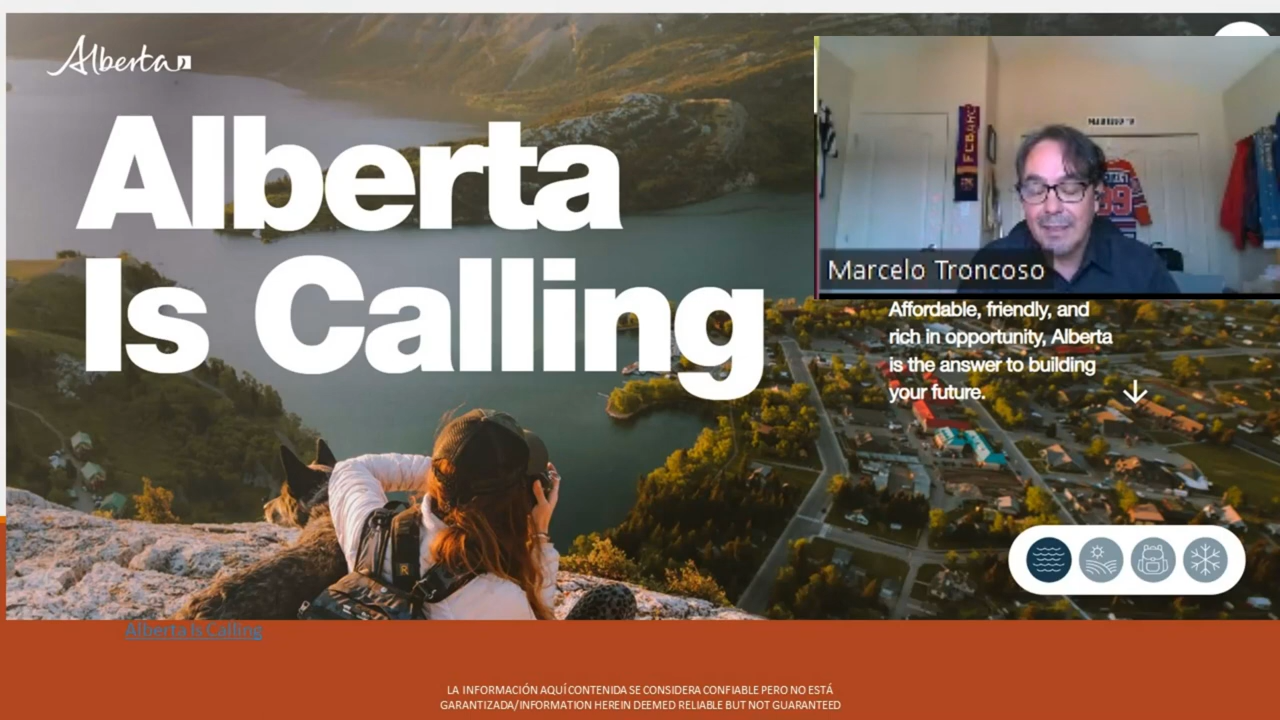 Alberta
Alberta
Is Calling
FCBARC
99
Marcelo Troncoso
Affordable, friendly, and
rich in opportunity, Alberta
is the answer to building
your future.
Alberta Is Calling
LA INFORMACIÓN AQUÍ CONTENIDA SE CONSIDERA CONFIABLE PERO NO ESTÁ
GARANTIZADA/INFORMATION HEREIN DEEMED RELIABLE BUT NOT GUARANTEED